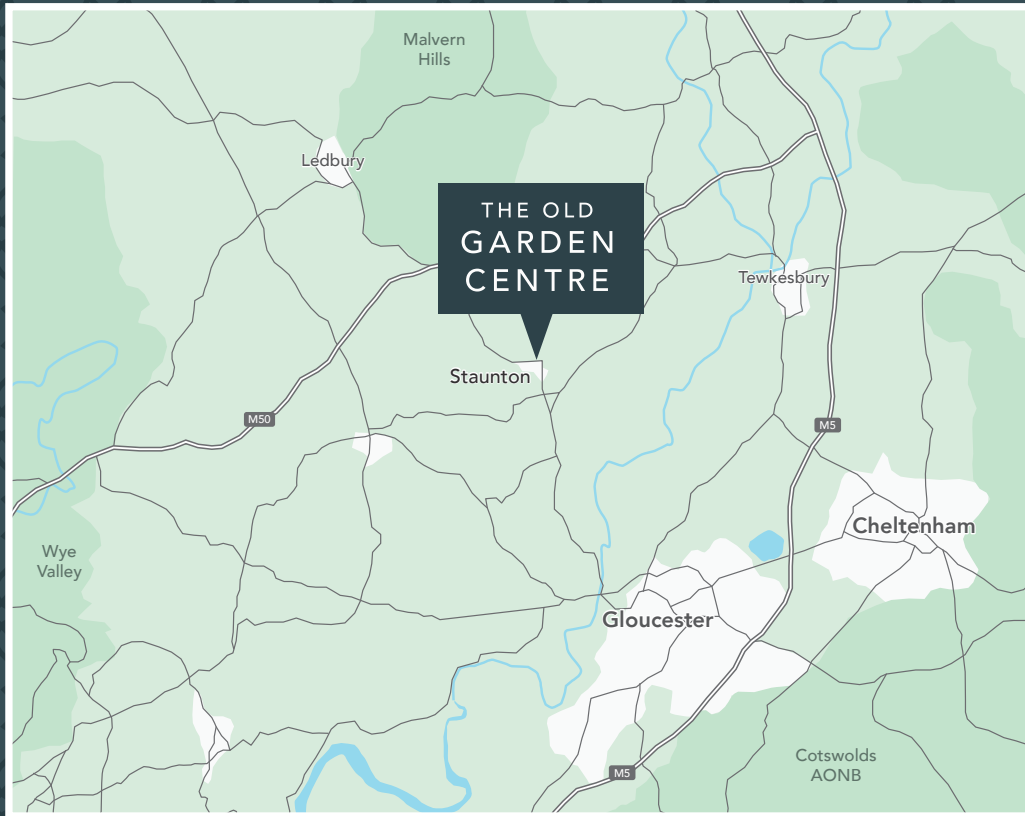 Malvern
Hills
Ledbury
THE OLD
GARDEN
CENTRE
Tewkesbury
Staunton
M50
M5
Cheltenham
Wye
Valley
Gloucester
Cotswolds
AONB
M5